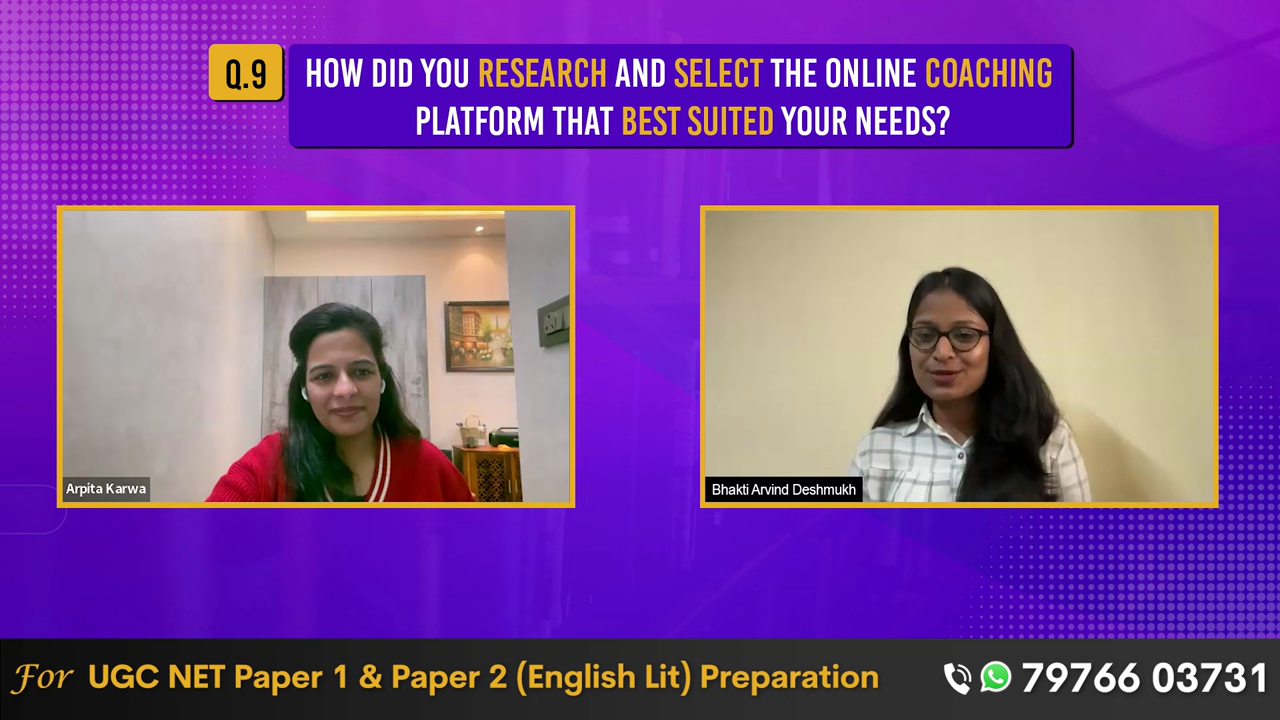 Q.9
HOW DID YOU RESEARCH AND SELECT THE ONLINE COACHING
PLATFORM THAT BEST SUITED YOUR NEEDS?
Arpita Karwa
Bhakti Arvind Deshmukh
For UGC NET Paper 1 & Paper 2 (English Lit) Preparation
79766 03731